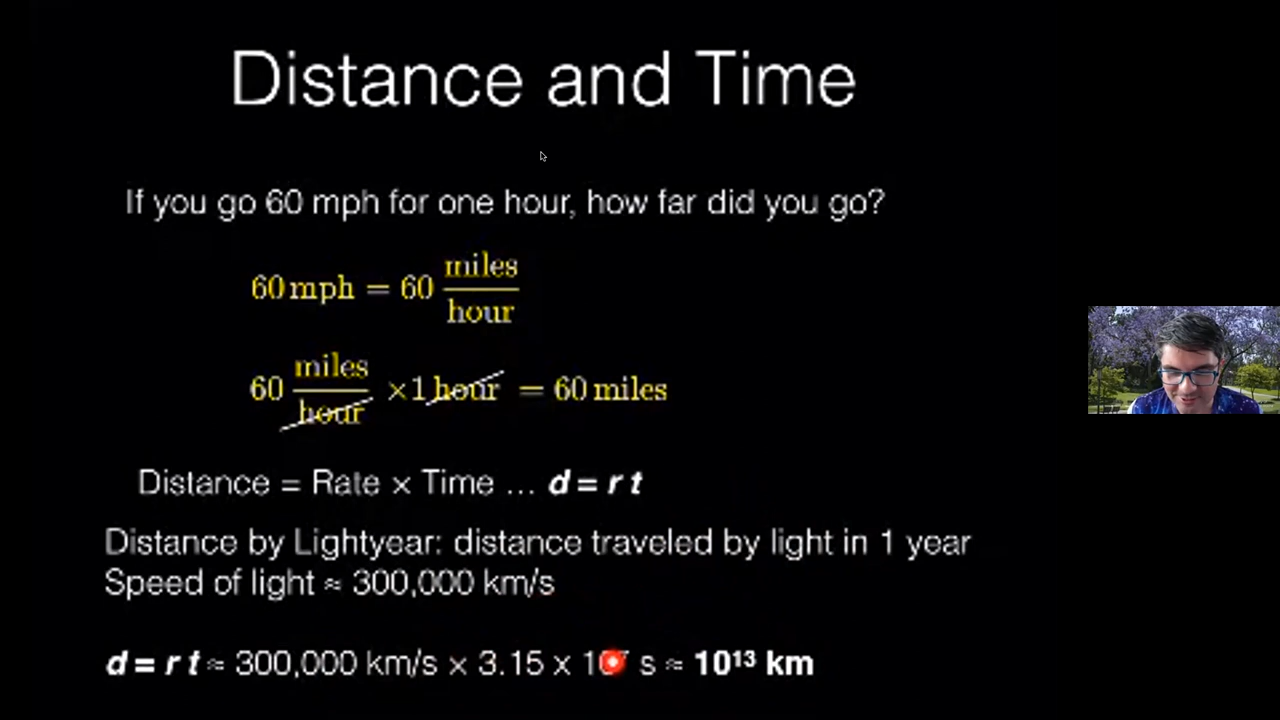 Distance and Time
If you go 60 mph for one hour, how far did you go?
60 mph = 60 miles/hour
60 miles/hour ×1 hour = 60 miles
Distance = Rate × Time ... d = r t
Distance by Lightyear: distance traveled by light in 1 year
Speed of light ≈ 300,000 km/s
d = r t ≈ 300,000 km/s × 3.15 x s ≈ 10¹³ km